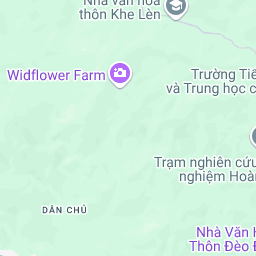 Nhà văn hóa
thôn Khe Lèn
Widflower Farm
Trường Tiể
và Trung học c
Trạm nghiên cứu
nghiệm Hoàn
DÂN CHỦ
Nhà Văn H
Thôn Đèo Đ